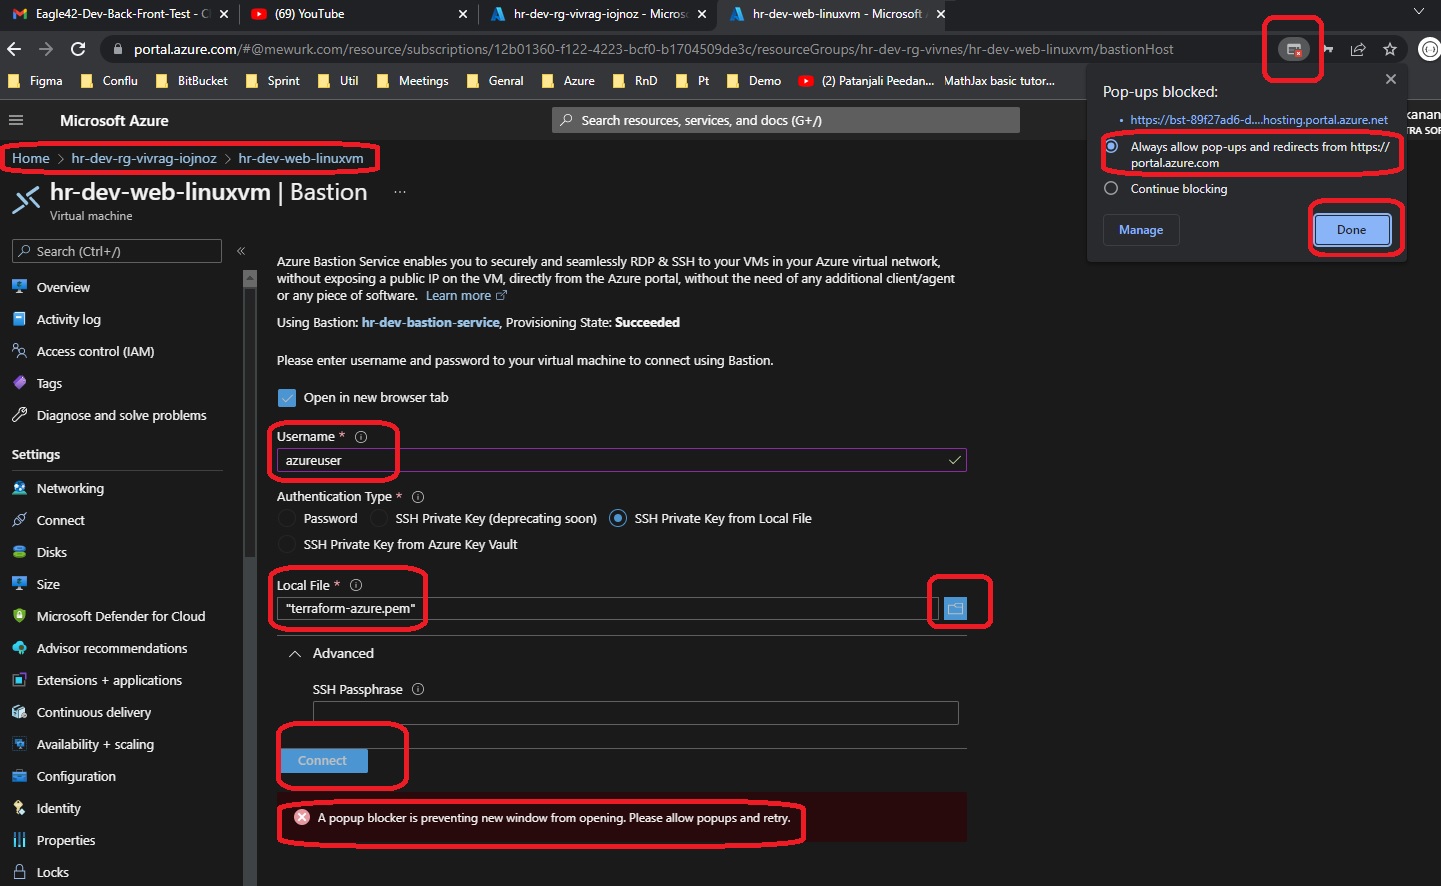 Eagle42-Dev-Back-Front-Test - C
(69) YouTube
hr-dev-rg-vivrag-iojnoz - Micros
hr-dev-web-linuxvm - Microsoft
portal.azure.com/#@mewurk.com/resource/subscriptions/12b01360-f122-4223-bcf0-b1704509de3c/resourceGroups/hr-dev-rg-vivnes/hr-dev-web-linuxvm/bastionHost
Figma
Conflu
BitBucket
Sprint
Util
Meetings
Genral
Azure
RnD
Pt
Demo
(2) Patanjali Peedan...
MathJax basic tutor...
Pop-ups blocked:
• https://bst-89f27ad6-d....hosting.portal.azure.net
Always allow pop-ups and redirects from https://
portal.azure.com
Continue blocking
Manage
Done
Microsoft Azure
Search resources, services, and docs (G+/)
kanan
TRA SOF
Home > hr-dev-rg-vivrag-iojnoz > hr-dev-web-linuxvm
hr-dev-web-linuxvm | Bastion ...
Virtual machine
Search (Ctrl+/)
«
Overview
Activity log
Access control (IAM)
Tags
Diagnose and solve problems
Settings
Networking
Connect
Disks
Size
Microsoft Defender for Cloud
Advisor recommendations
Extensions + applications
Continuous delivery
Availability + scaling
Configuration
Identity
Properties
Locks
Azure Bastion Service enables you to securely and seamlessly RDP & SSH to your VMs in your Azure virtual network,
without exposing a public IP on the VM, directly from the Azure portal, without the need of any additional client/agent
or any piece of software. Learn more
Using Bastion: hr-dev-bastion-service, Provisioning State: Succeeded
Please enter username and password to your virtual machine to connect using Bastion.
Open in new browser tab
Username *
azureuser
Authentication Type *
Password
SSH Private Key (deprecating soon)
SSH Private Key from Local File
SSH Private Key from Azure Key Vault
Local File *
"terraform-azure.pem"
Advanced
SSH Passphrase
Connect
A popup blocker is preventing new window from opening. Please allow popups and retry.